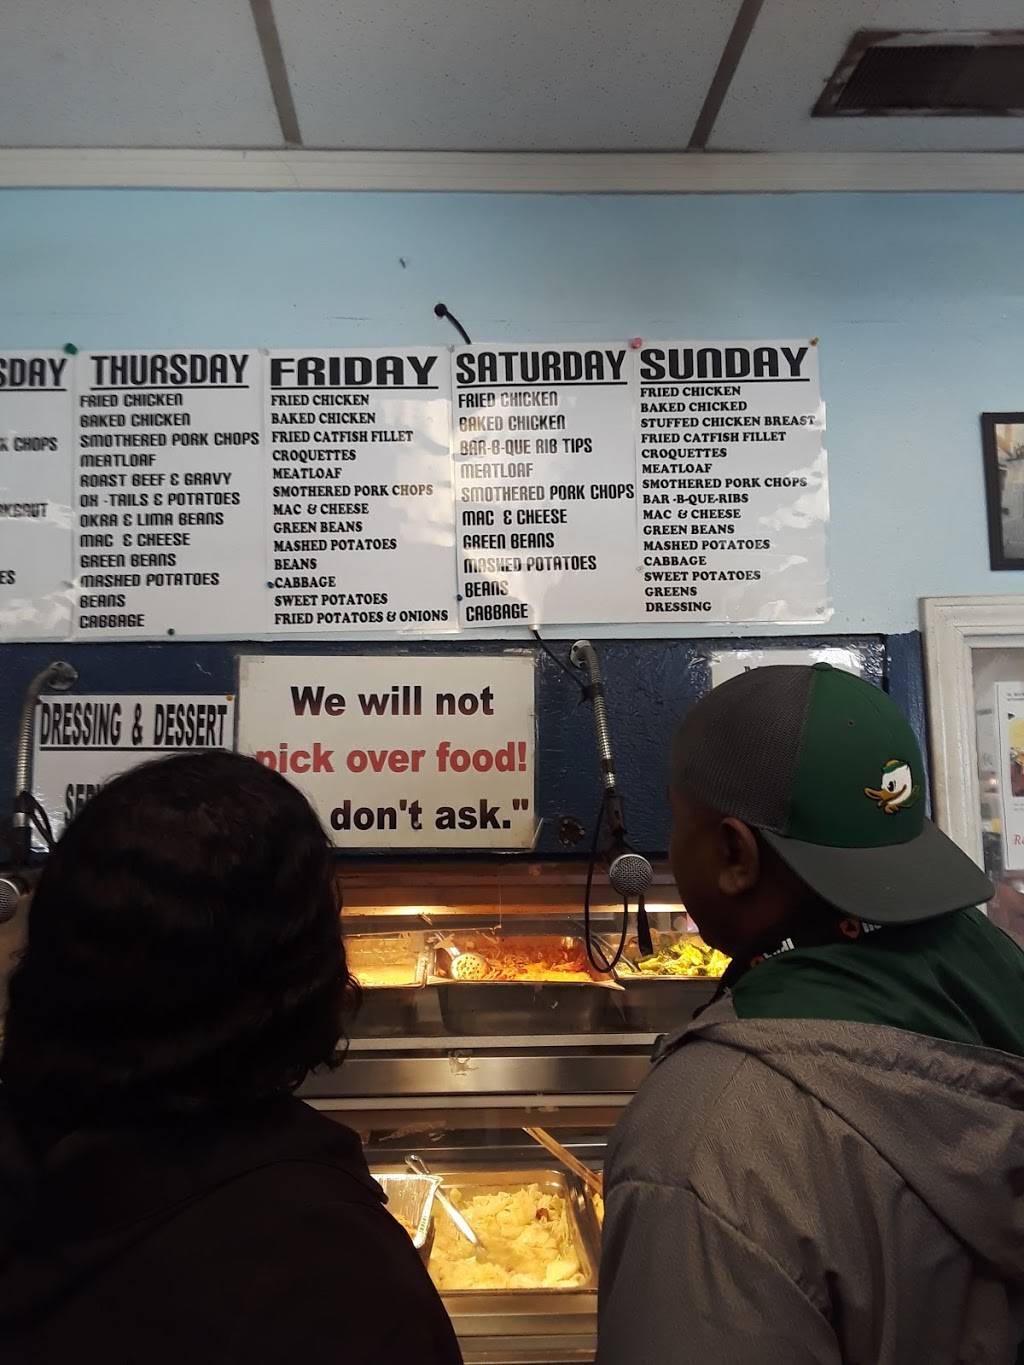 SDAY
CHOPS
THURSDAY
FRIED CHICKEN
BAKED CHICKEN
SMOTHERED PORK CHOPS
MEATLOAF
ROAST BEEF & GRAVY
OX -TAILS & POTATOES
OKRA & LIMA BEANS
MAC & CHEESE
GREEN BEANS
MASHED POTATOES
BEANS
CABBAGE
FRIDAY
FRIED CHICKEN
BAKED CHICKEN
FRIED CATFISH FILLET
CROQUETTES
MEATLOAF
SMOTHERED PORK CHOPS
MAC & CHEESE
GREEN BEANS
MASHED POTATOES
BEANS
CABBAGE
SWEET POTATOES
FRIED POTATOES & ONIONS
SATURDAY
FRIED CHICKEN
BAKED CHICKEN
BAR-B-QUE RIB TIPS
MEATLOAF
SMOTHERED PORK CHOPS
MAC & CHEESE
GREEN BEANS
MASHED POTATOES
BEANS
CABBAGE
SUNDAY
FRIED CHICKEN
BAKED CHICKED
STUFFED CHICKEN BREAST
FRIED CATFISH FILLET
CROQUETTES
MEATLOAF
SMOTHERED PORK CHOPS
BAR -B-QUE-RIBS
MAC & CHEESE
GREEN BEANS
MASHED POTATOES
CABBAGE
SWEET POTATOES
GREENS
DRESSING
DRESSING & DESSERT
We will not
pick over food!
don't ask."